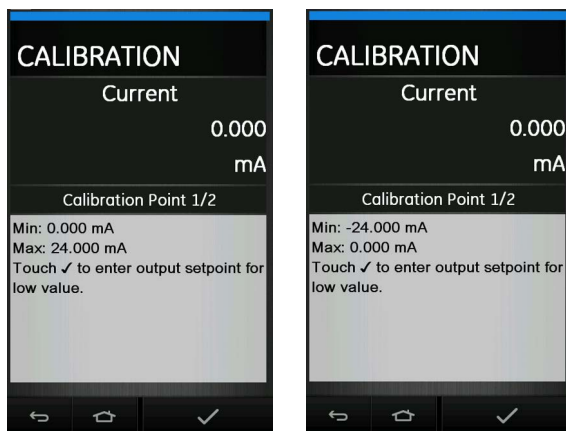 CALIBRATION
Current
0.000
mA
Calibration Point 1/2
Min: 0.000 mA
Max: 24.000 mA
Touch ✓ to enter output setpoint for
low value.
CALIBRATION
Current
0.000
mA
Calibration Point 1/2
Min: -24.000 mA
Max: 0.000 mA
Touch ✓ to enter output setpoint for
low value.